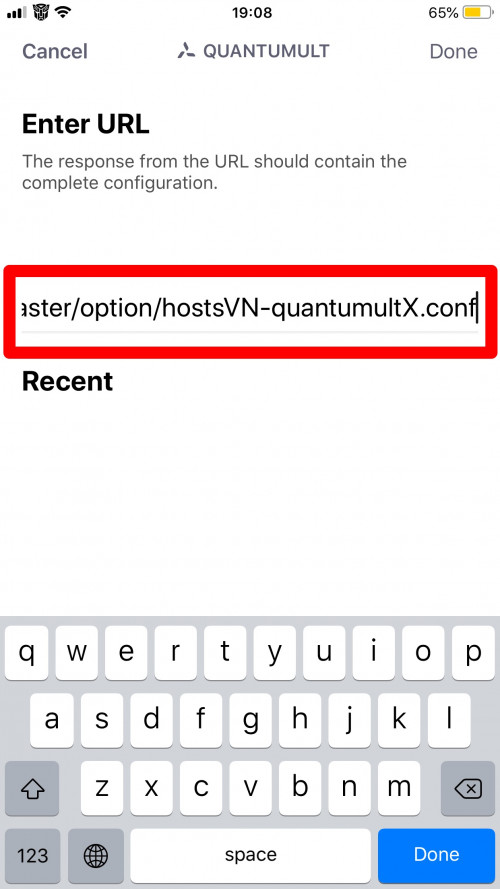 19:08
65%
Cancel
QUANTUMULT
Done
Enter URL
The response from the URL should contain the
complete configuration.
aster/option/hostsVN-quantumultX.conf
Recent
q w e r t y u i o p
a s d f g h j k l
z x c v b n m
123
space
Done